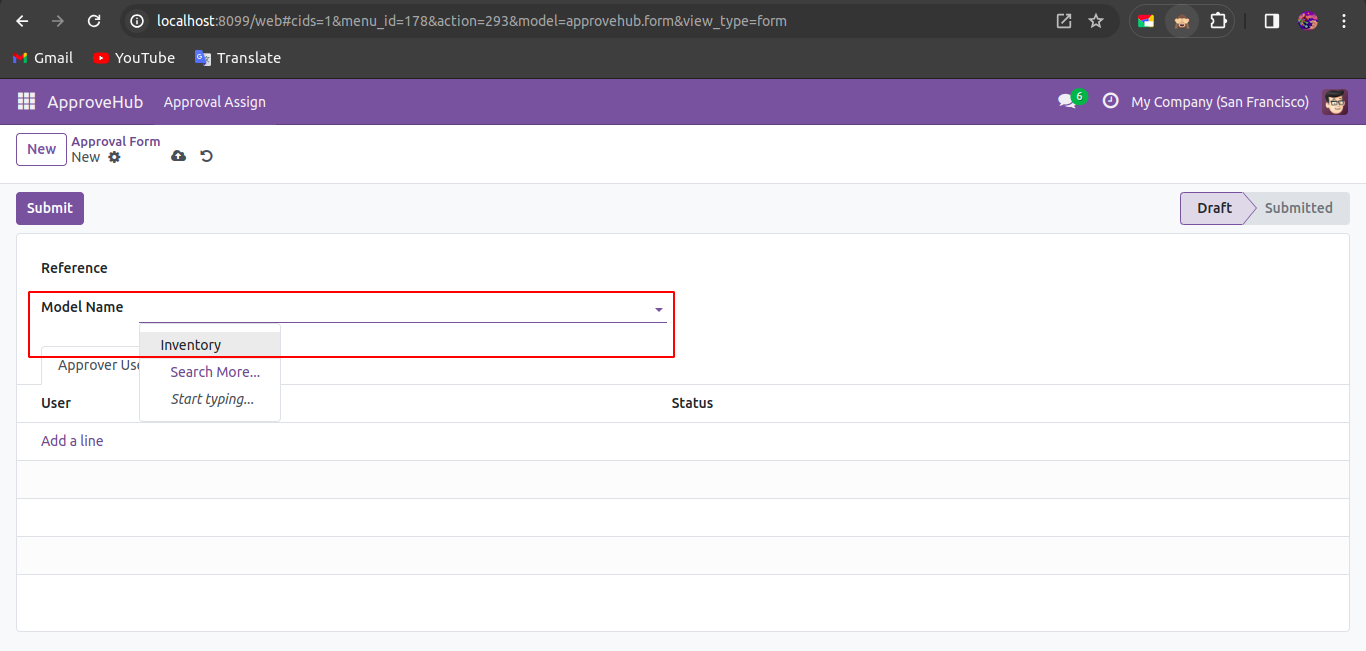 localhost:8099/web#cids=1&menu_id=178&action=293&model=approvehub.form&view_type=form
Gmail YouTube Translate
ApproveHub Approval Assign 6 My Company (San Francisco)
New Approval Form
New
Submit Draft Submitted
Reference
Model Name
Inventory
Approver Use
Search More...
Start typing...
User Status
Add a line